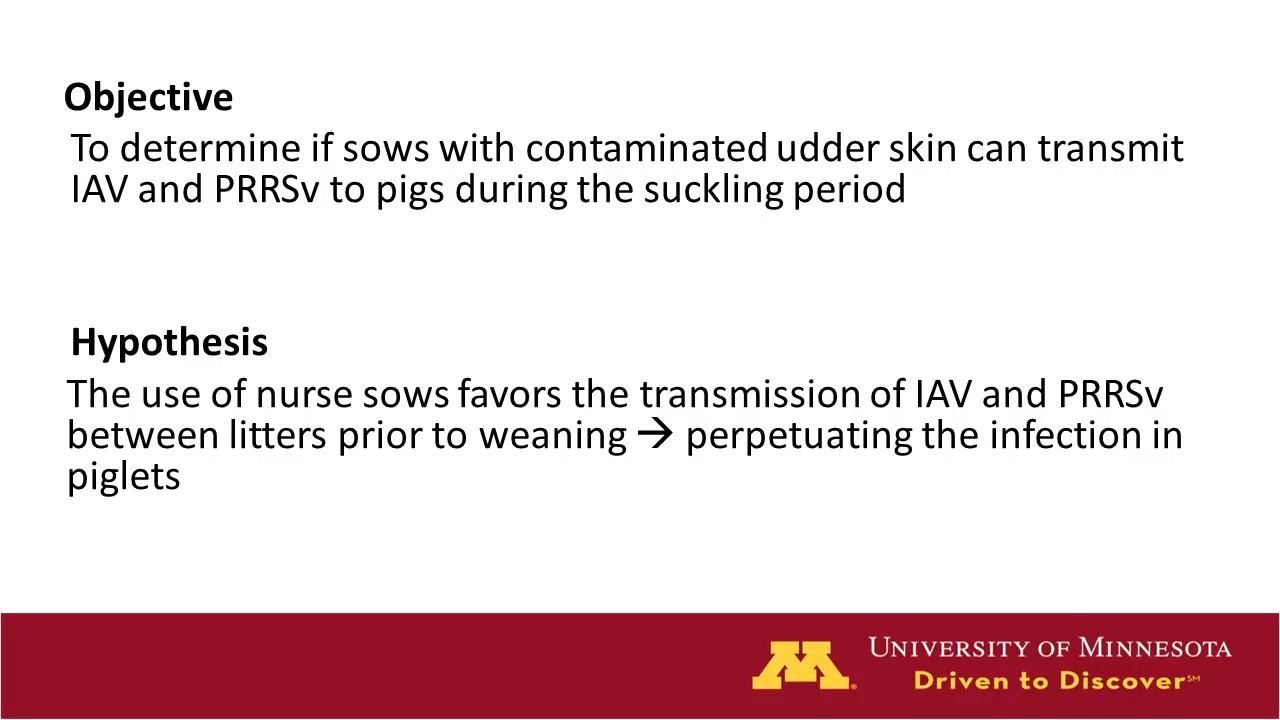 Objective
To determine if sows with contaminated udder skin can transmit
IAV and PRRSv to pigs during the suckling period
Hypothesis
The use of nurse sows favors the transmission of IAV and PRRSv
between litters prior to weaning → perpetuating the infection in
piglets
M®
UNIVERSITY OF MINNESOTA
Driven to Discover℠